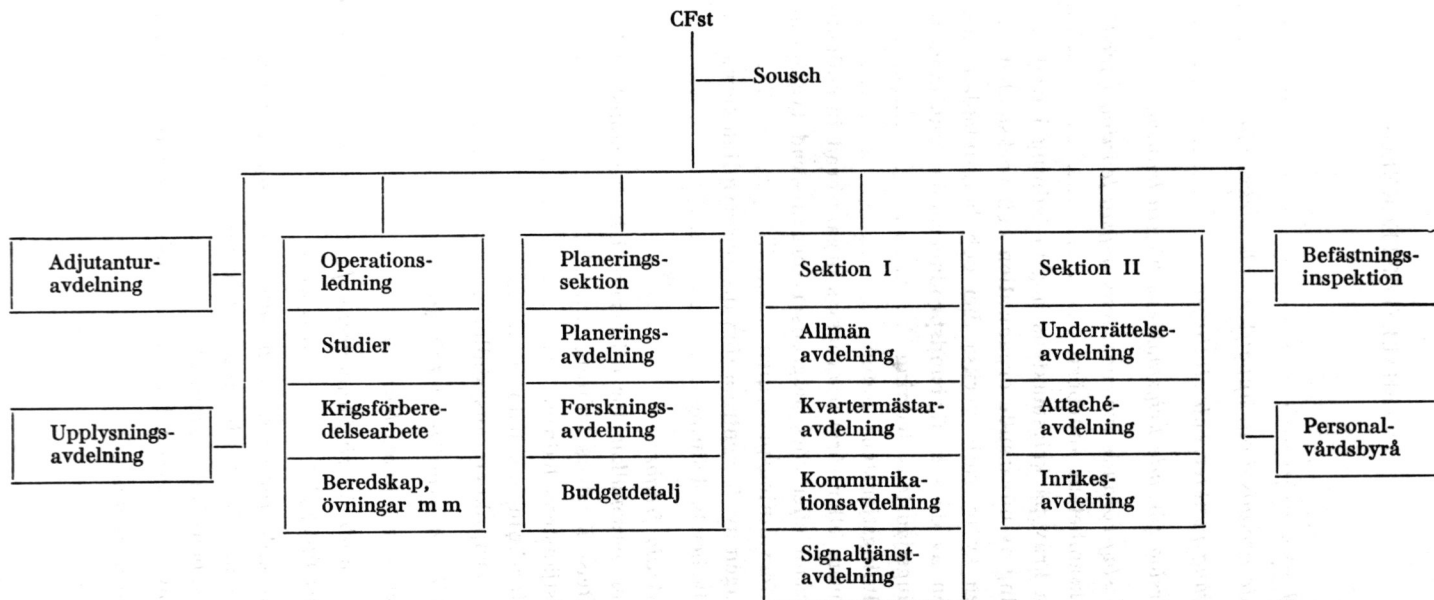 CFst
Sousch
Adjutantur-
avdelning
Upplysnings-
avdelning
Operations-
ledning
Studier
Krigsförbere-
delsearbete
Beredskap,
övningar m m
Planerings-
sektion
Planerings-
avdelning
Forsknings-
avdelning
Budgetdetalj
Sektion I
Allmän
avdelning
Kvartermästar-
avdelning
Kommunika-
tionsavdelning
Signaltjänst-
avdelning
Sektion II
Underrättelse-
avdelning
Attaché-
avdelning
Inrikes-
avdelning
Befästnings-
inspektion
Personal-
vårdsbyrå